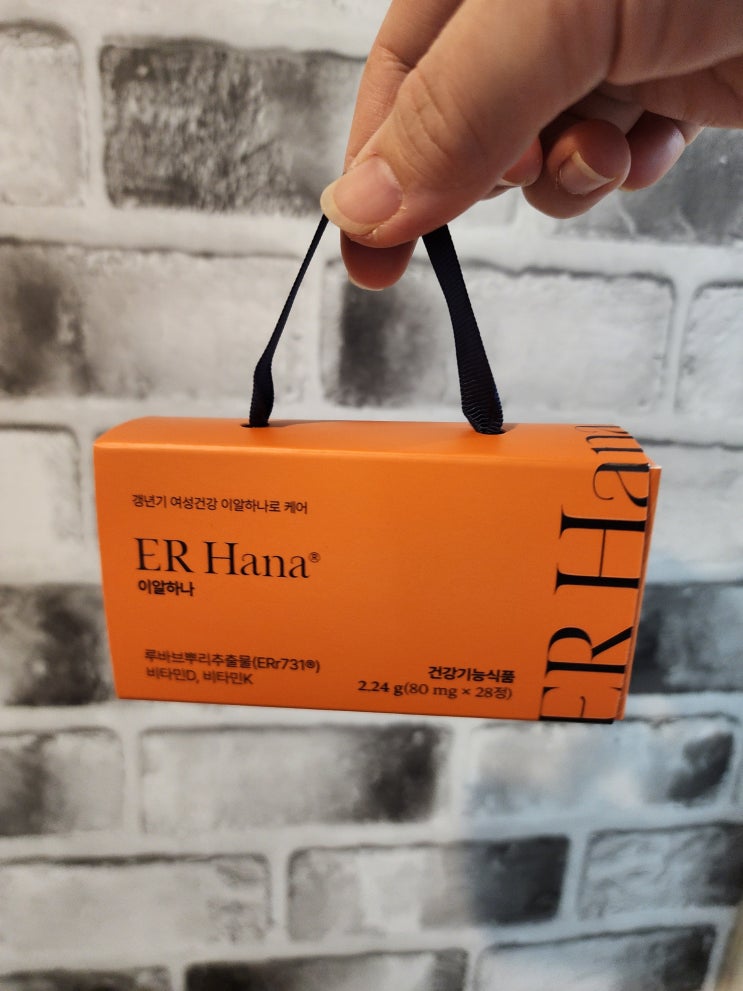 갱년기 여성건강 이알하나로 케어
ER Hana®
이알하나
루바브뿌리추출물(ERr731®)
비타민D, 비타민K
건강기능식품
2.24 g(80 mg × 28정)
ER Hana